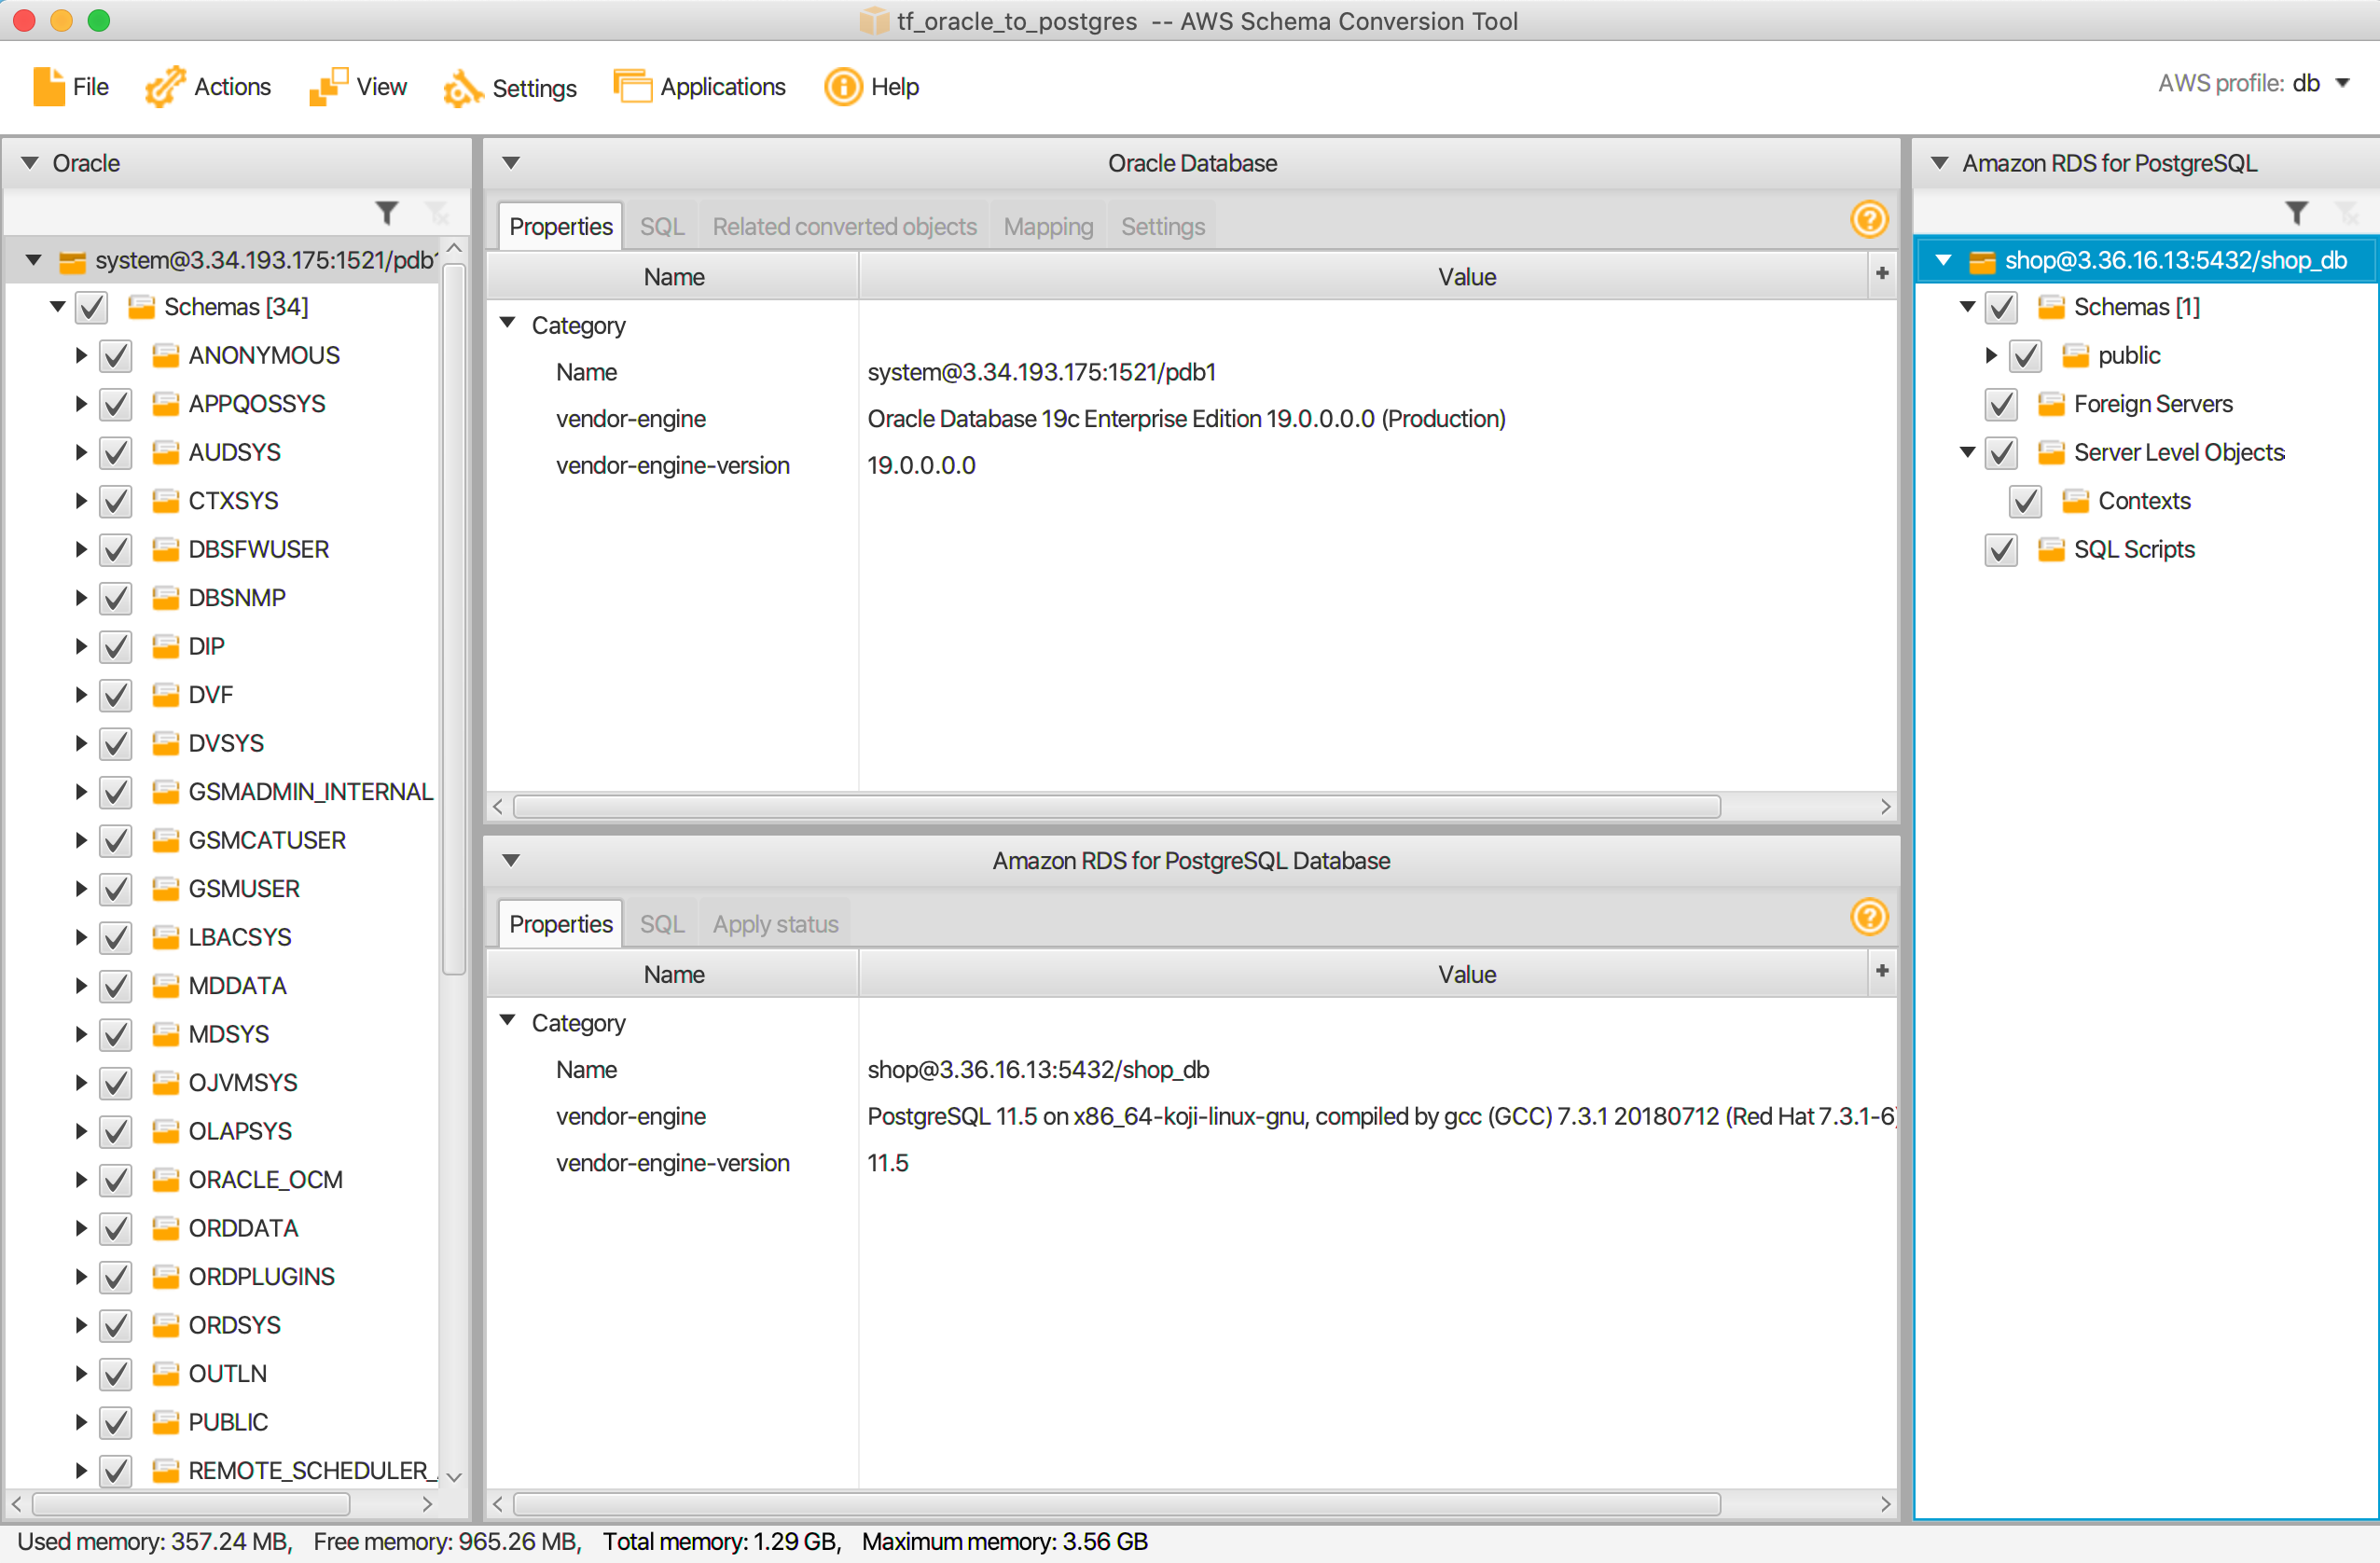 tf_oracle_to_postgres -- AWS Schema Conversion Tool
File Actions View Settings Applications Help AWS profile: db
Oracle
system@3.34.193.175:1521/pdb1
Schemas [34]
ANONYMOUS
APPQOSSYS
AUDSYS
CTXSYS
DBSFWUSER
DBSNMP
DIP
DVF
DVSYS
GSMADMIN_INTERNAL
GSMCATUSER
GSMUSER
LBACSYS
MDDATA
MDSYS
OJVMSYS
OLAPSYS
ORACLE_OCM
ORDDATA
ORDPLUGINS
ORDSYS
OUTLN
PUBLIC
REMOTE_SCHEDULER_
Oracle Database
Properties SQL Related converted objects Mapping Settings
Name Value
Category
Name system@3.34.193.175:1521/pdb1
vendor-engine Oracle Database 19c Enterprise Edition 19.0.0.0.0 (Production)
vendor-engine-version 19.0.0.0.0
Amazon RDS for PostgreSQL Database
Properties SQL Apply status
Name Value
Category
Name shop@3.36.16.13:5432/shop_db
vendor-engine PostgreSQL 11.5 on x86_64-koji-linux-gnu, compiled by gcc (GCC) 7.3.1 20180712 (Red Hat 7.3.1-6)
vendor-engine-version 11.5
Amazon RDS for PostgreSQL
shop@3.36.16.13:5432/shop_db
Schemas [1]
public
Foreign Servers
Server Level Objects
Contexts
SQL Scripts
Used memory: 357.24 MB, Free memory: 965.26 MB, Total memory: 1.29 GB, Maximum memory: 3.56 GB